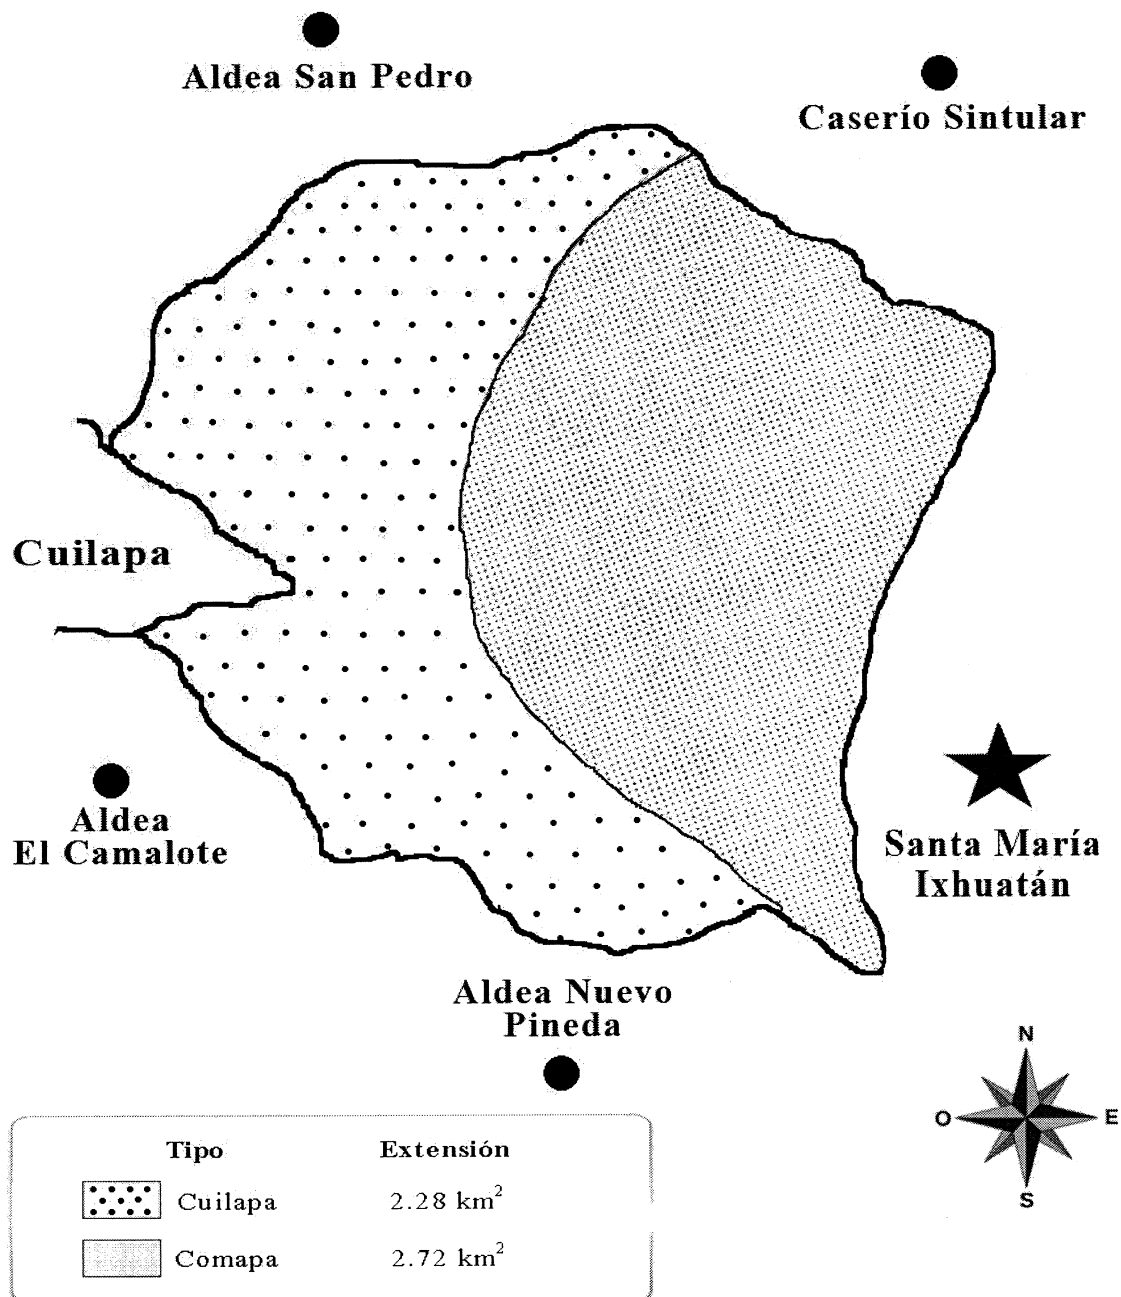 Aldea San Pedro
Caserío Sintular
Cuilapa
Aldea
El Camalote
Santa María
Ixhuatán
Aldea Nuevo
Pineda
N
O
E
S
Tipo Extensión
Cuilapa 2.28 km²
Comapa 2.72 km²